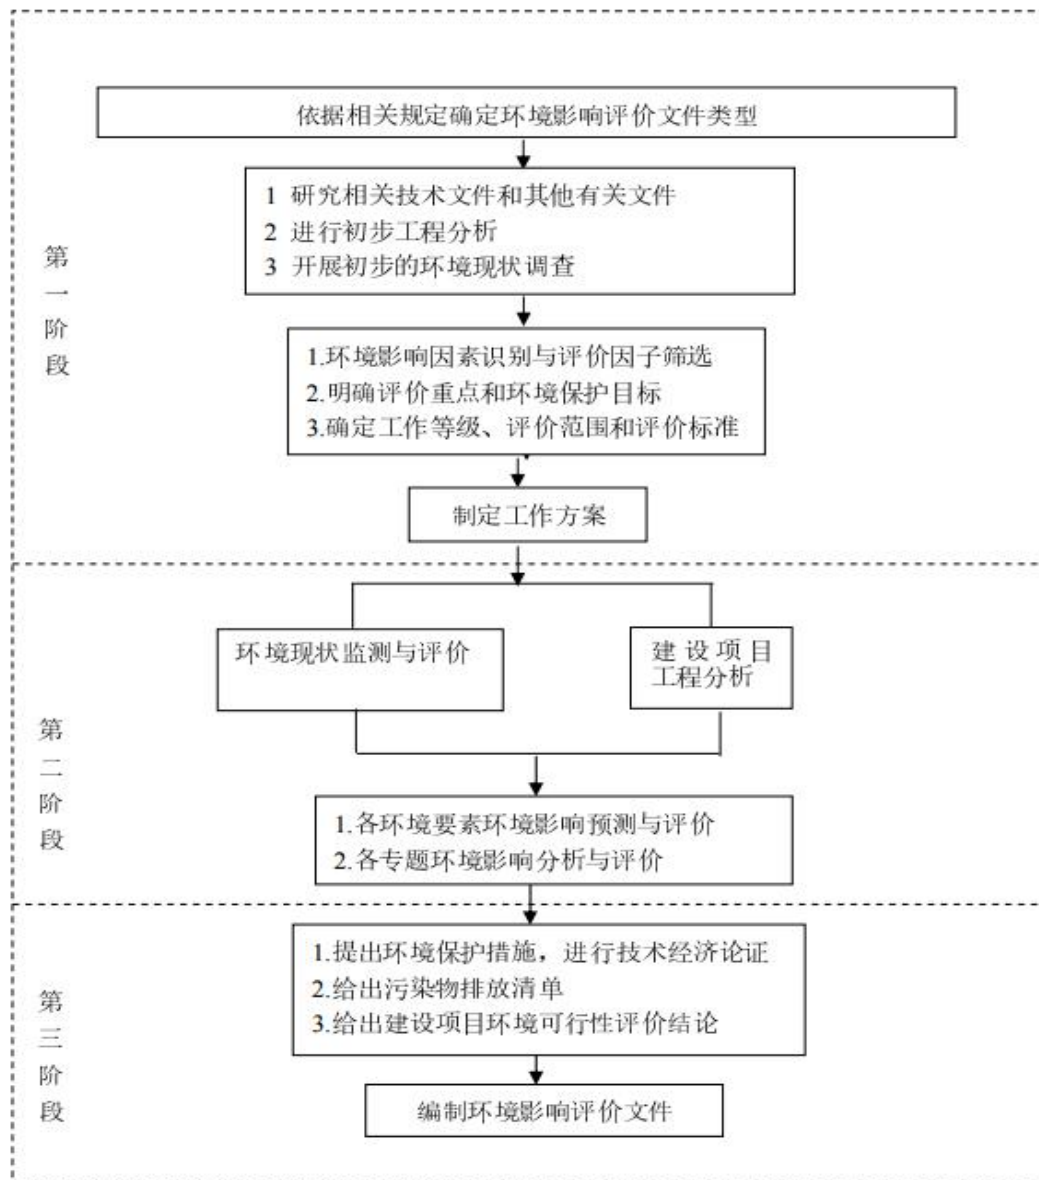 依据相关规定确定环境影响评价文件类型
1 研究相关技术文件和其他有关文件
2 进行初步工程分析
3 开展初步的环境现状调查
第一阶段
1.环境影响因素识别与评价因子筛选
2.明确评价重点和环境保护目标
3.确定工作等级、评价范围和评价标准
制定工作方案
环境现状监测与评价
建设项目
工程分析
第二阶段
1.各环境要素环境影响预测与评价
2.各专题环境影响分析与评价
1.提出环境保护措施，进行技术经济论证
2.给出污染物排放清单
3.给出建设项目环境可行性评价结论
第三阶段
编制环境影响评价文件